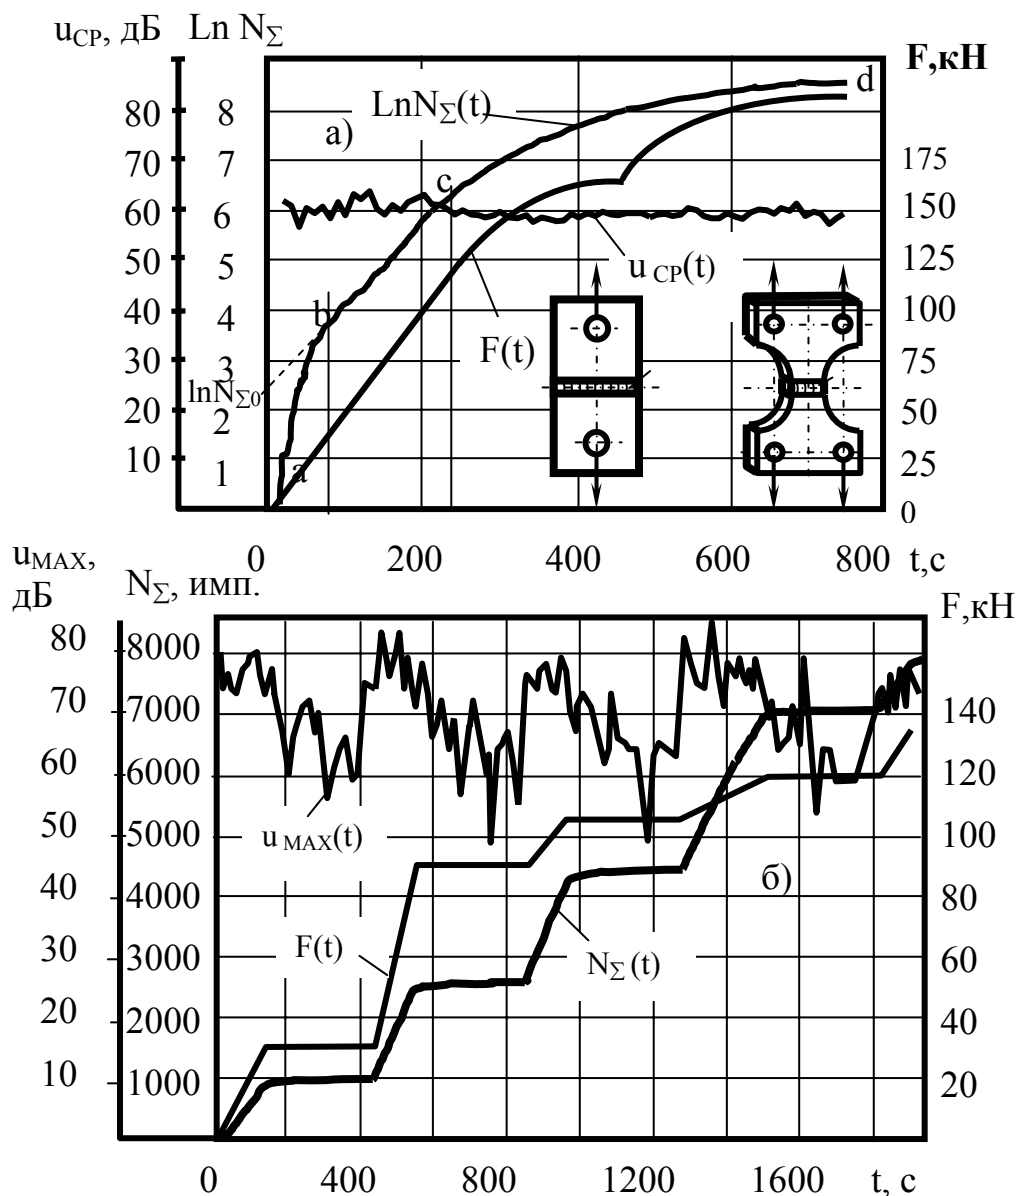 u_CP, дБ Ln N_Σ
F,кН
80 8 LnN_Σ(t) d
а)
70 7 175
c
60 6 150
50 5 u_CP(t) 125
40 4 b 100
F(t)
3 75
30
lnN_Σ0
20 2 50
10 1 a 25
0
0 200 400 600 800 t,c
u_MAX,
дБ N_Σ, имп. F,кН
80 8000
70 7000 140
60 6000 120
50 5000 u_MAX(t) 100
40 4000 б) 80
30 3000 F(t) N_Σ(t) 60
20 2000 40
10 1000 20
0 400 800 1200 1600 t, c